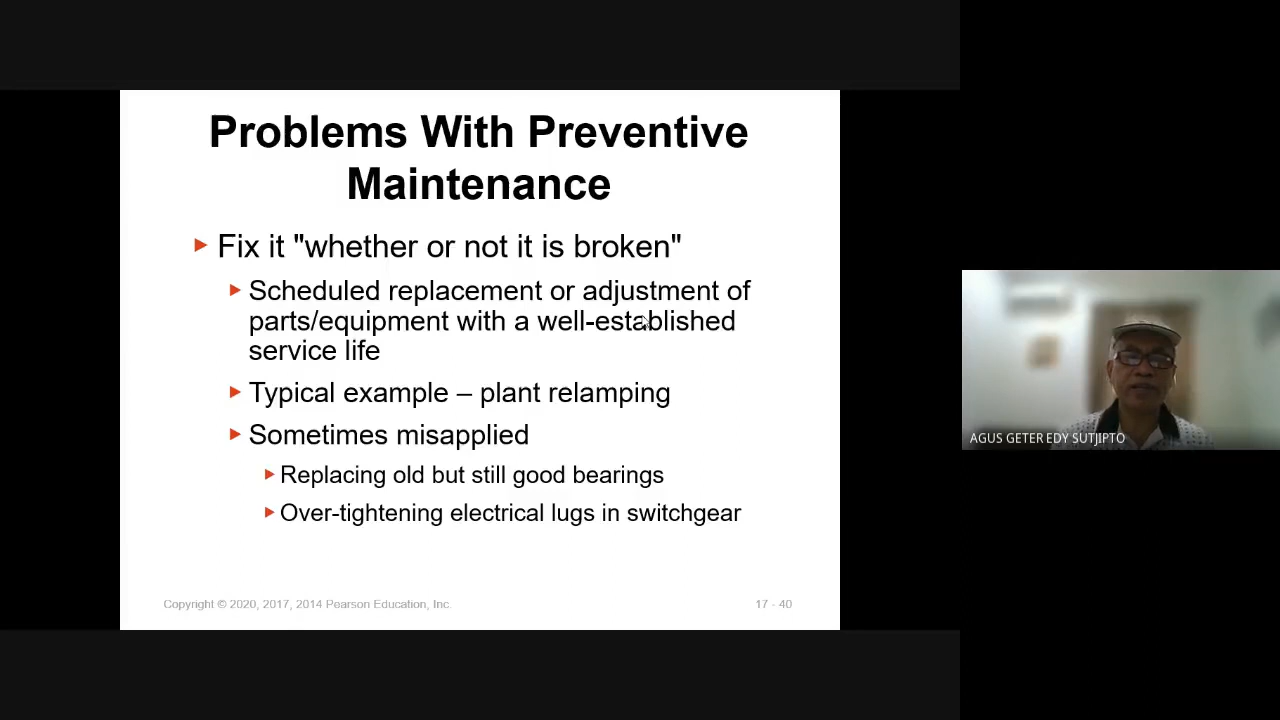 Problems With Preventive
Maintenance
Fix it "whether or not it is broken"
Scheduled replacement or adjustment of
parts/equipment with a well-established
service life
Typical example – plant relamping
Sometimes misapplied
Replacing old but still good bearings
Over-tightening electrical lugs in switchgear
Copyright © 2020, 2017, 2014 Pearson Education, Inc.
17 - 40
AGUS GETER EDY SUTJIPTO